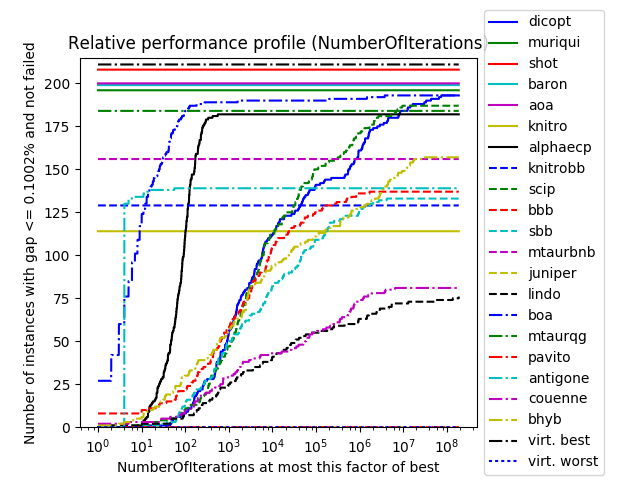 Relative performance profile (NumberOfIterations
Number of instances with gap <= 0.1002% and not failed
200
175
150
125
100
75
50
25
0
10^0 10^1 10^2 10^3 10^4 10^5 10^6 10^7 10^8
NumberOfIterations at most this factor of best
dicopt
muriqui
shot
baron
aoa
knitro
alphaecp
knitrobb
scip
bbb
sbb
mtaurbnb
juniper
lindo
boa
mtaurqg
pavito
antigone
couenne
bhyb
virt. best
virt. worst